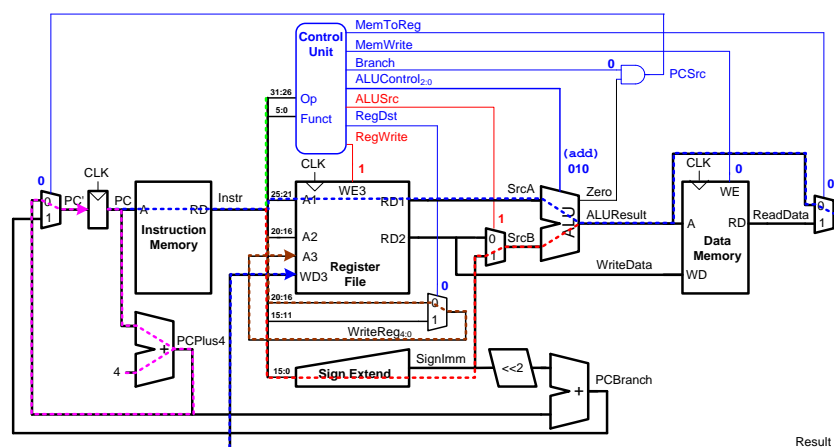 MemToReg
Control
Unit
MemWrite
Branch
0
ALUControl2:0
PCSrc
31:26
Op
ALUSrc
5:0
Funct
RegDst
RegWrite
(add)
010
1
0
CLK
CLK
CLK
0
PC'
PC
0
1
A
RD
Instr
Instruction
Memory
25:21
A1
WE3
RD1
SrcA
Zero
WE
0
1
20:16
A2
RD2
1
0
1
SrcB
ALU
ALUResult
A
RD
ReadData
A3
Data
Memory
WD3
Register
File
WriteData
WD
0
20:16
0
15:11
1
WriteReg4:0
+
PCPlus4
4
SignImm
15:0
Sign Extend
<<2
PCBranch
+
Result